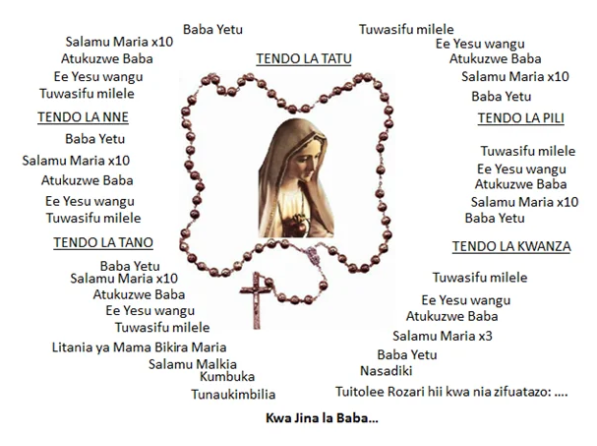 Baba Yetu
Salamu Maria x10
Atukuzwe Baba
Ee Yesu wangu
Tuwasifu milele
TENDO LA TATU
Tuwasifu milele
Ee Yesu wangu
Atukuzwe Baba
Salamu Maria x10
Baba Yetu
TENDO LA NNE
Baba Yetu
Salamu Maria x10
Atukuzwe Baba
Ee Yesu wangu
Tuwasifu milele
TENDO LA PILI
Tuwasifu milele
Ee Yesu wangu
Atukuzwe Baba
Salamu Maria x10
Baba Yetu
TENDO LA TANO
Baba Yetu
Salamu Maria x10
Atukuzwe Baba
Ee Yesu wangu
Tuwasifu milele
Litania ya Mama Bikira Maria
Salamu Malkia
Kumbuka
Tunaukimbilia
TENDO LA KWANZA
Tuwasifu milele
Ee Yesu wangu
Atukuzwe Baba
Salamu Maria x3
Baba Yetu
Nasadiki
Tuitolee Rozari hii kwa nia zifuatazo: ....
Kwa Jina la Baba...